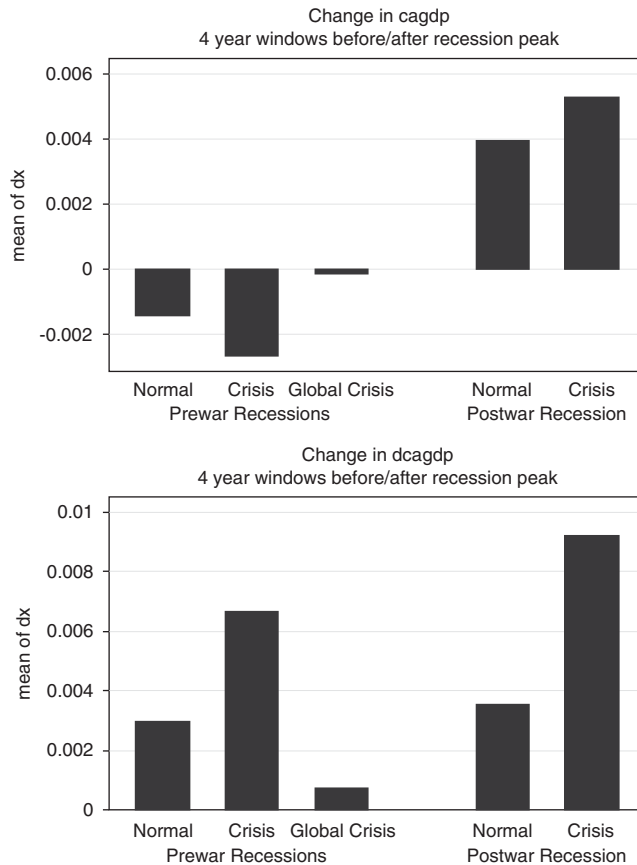 Change in cagdp
4 year windows before/after recession peak
mean of dx
0.006
0.004
0.002
0
-0.002
Normal Crisis Global Crisis Normal Crisis
Prewar Recessions Postwar Recession
Change in dcagdp
4 year windows before/after recession peak
mean of dx
0.01
0.008
0.006
0.004
0.002
0
Normal Crisis Global Crisis Normal Crisis
Prewar Recessions Postwar Recession